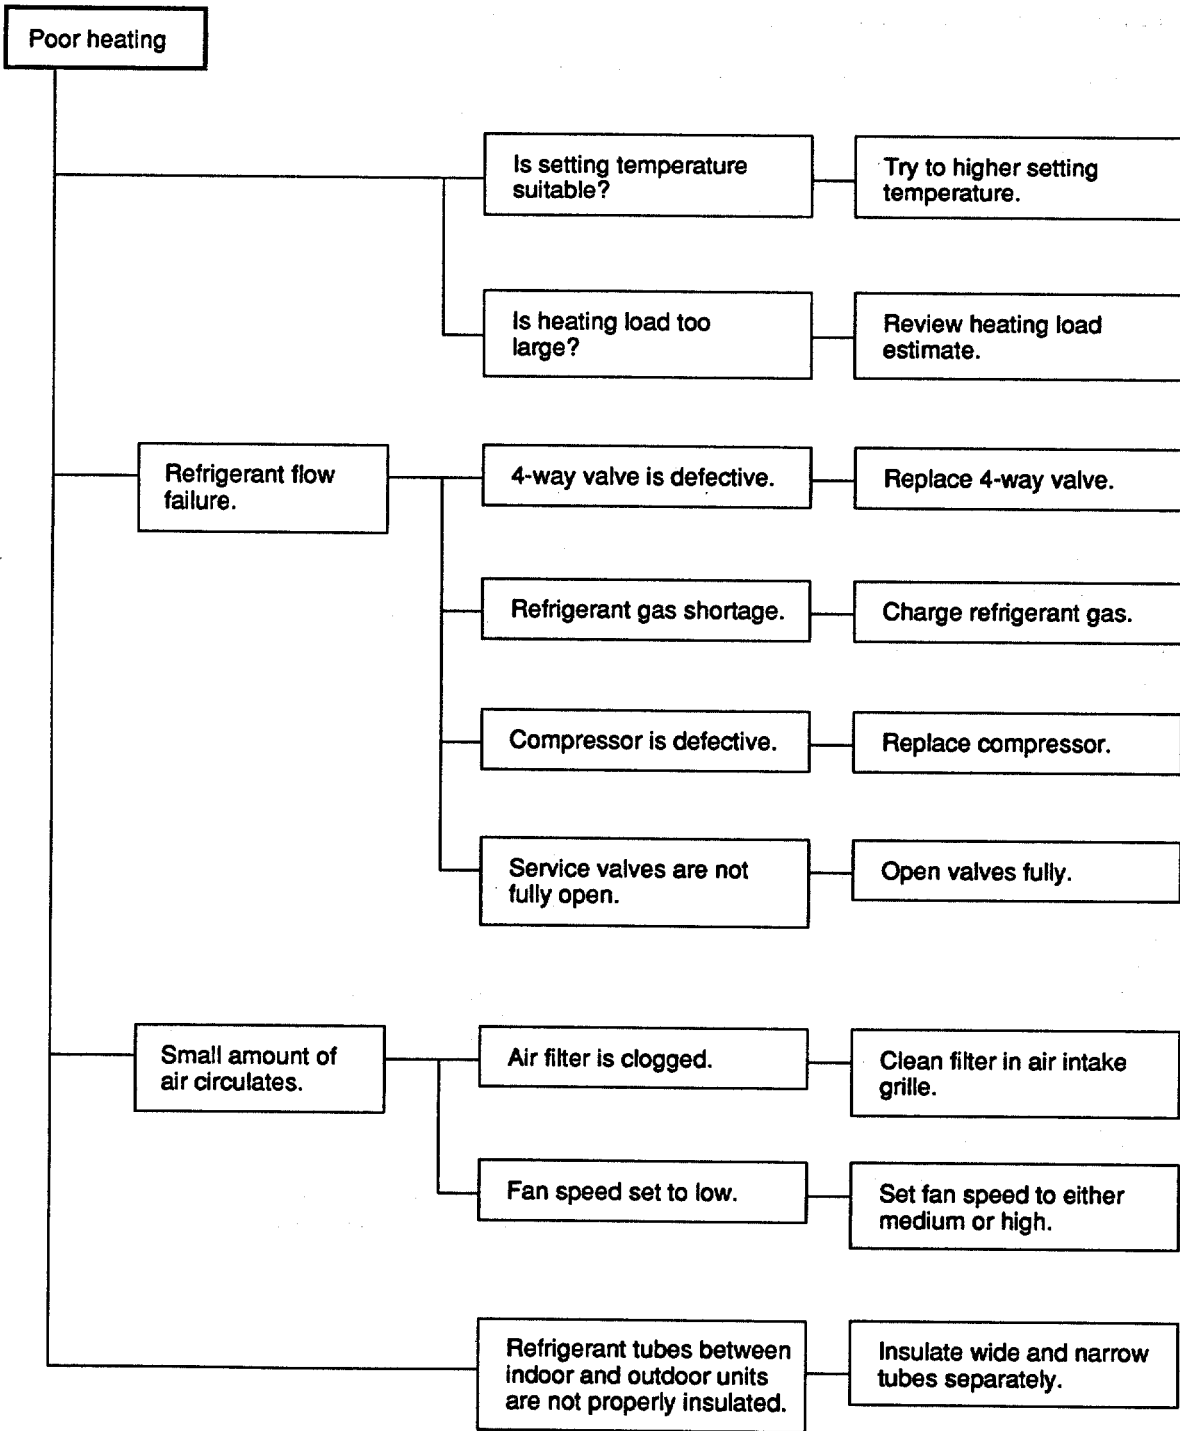 Poor heating
Is setting temperature
suitable?
Try to higher setting
temperature.
Is heating load too
large?
Review heating load
estimate.
Refrigerant flow
failure.
4-way valve is defective.
Replace 4-way valve.
Refrigerant gas shortage.
Charge refrigerant gas.
Compressor is defective.
Replace compressor.
Service valves are not
fully open.
Open valves fully.
Small amount of
air circulates.
Air filter is clogged.
Clean filter in air intake
grille.
Fan speed set to low.
Set fan speed to either
medium or high.
Refrigerant tubes between
indoor and outdoor units
are not properly insulated.
Insulate wide and narrow
tubes separately.